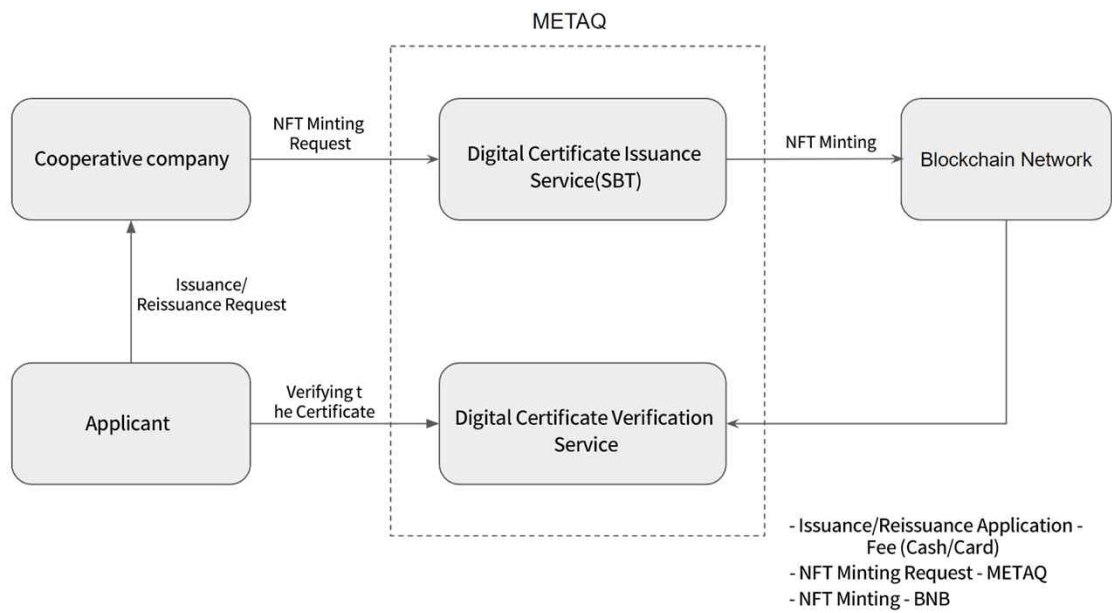 METAQ
Cooperative company
NFT Minting
Request
Digital Certificate Issuance
Service(SBT)
NFT Minting
Blockchain Network
Issuance/
Reissuance Request
Applicant
Verifying t
he Certificate
Digital Certificate Verification
Service
- Issuance/Reissuance Application -
Fee (Cash/Card)
- NFT Minting Request - METAQ
- NFT Minting - BNB